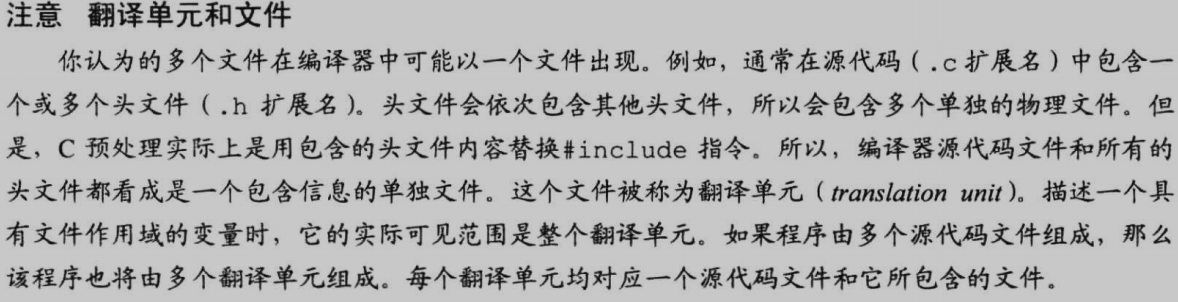 注意 翻译单元和文件
你认为的多个文件在编译器中可能以一个文件出现。例如，通常在源代码（.c扩展名）中包含一
个或多个头文件（.h 扩展名）。头文件会依次包含其他头文件，所以会包含多个单独的物理文件。但
是，C 预处理实际上是用包含的头文件内容替换#include 指令。所以，编译器源代码文件和所有的
头文件都看成是一个包含信息的单独文件。这个文件被称为翻译单元（translation unit）。描述一个具
有文件作用域的变量时，它的实际可见范围是整个翻译单元。如果程序由多个源代码文件组成，那么
该程序也将由多个翻译单元组成。每个翻译单元均对应一个源代码文件和它所包含的文件。